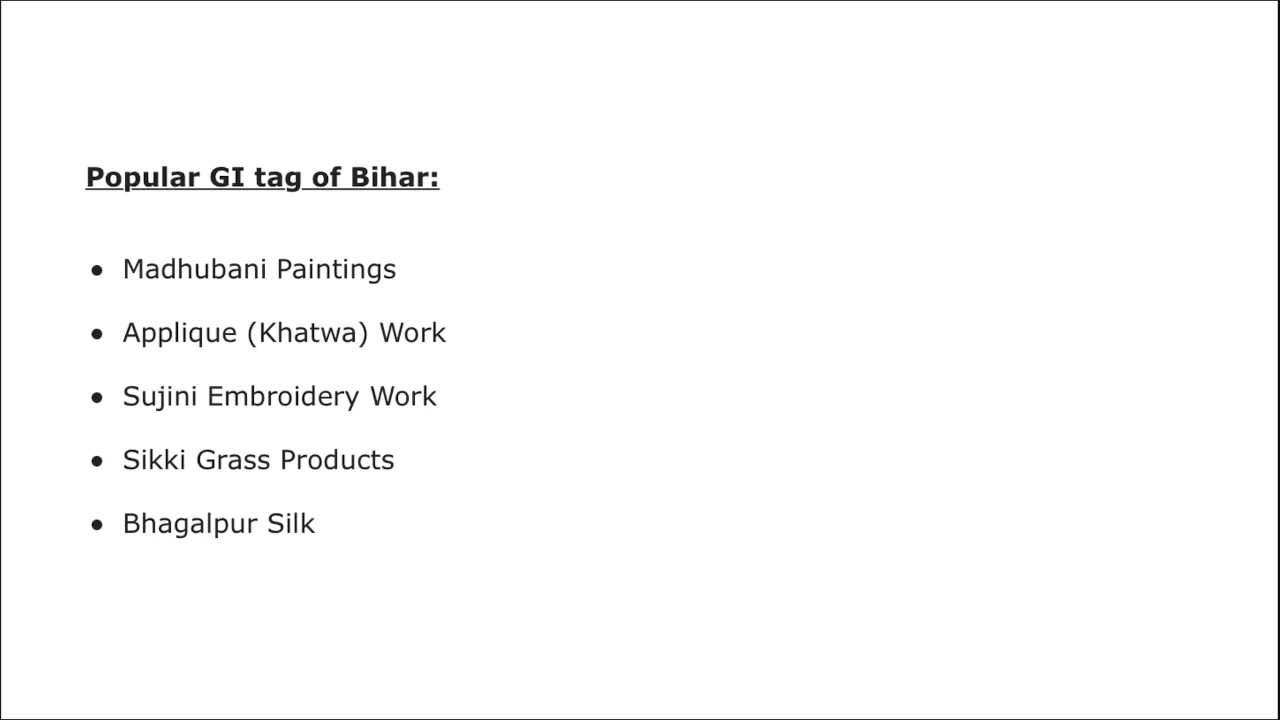 Popular GI tag of Bihar:
● Madhubani Paintings
● Applique (Khatwa) Work
● Sujini Embroidery Work
● Sikki Grass Products
● Bhagalpur Silk